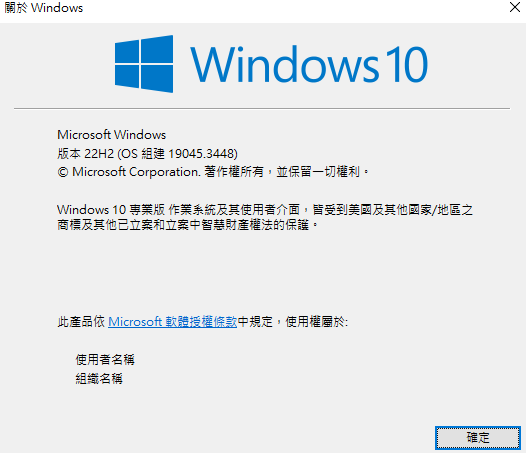 關於 Windows
Windows 10
Microsoft Windows
版本 22H2 (OS 組建 19045.3448)
© Microsoft Corporation. 著作權所有，並保留一切權利。
Windows 10 專業版 作業系統及其使用者介面，皆受到美國及其他國家/地區之
商標及其他已立案和立案中智慧財產權法的保護。
此產品依 Microsoft 軟體授權條款中規定，使用權屬於:
使用者名稱
組織名稱
確定